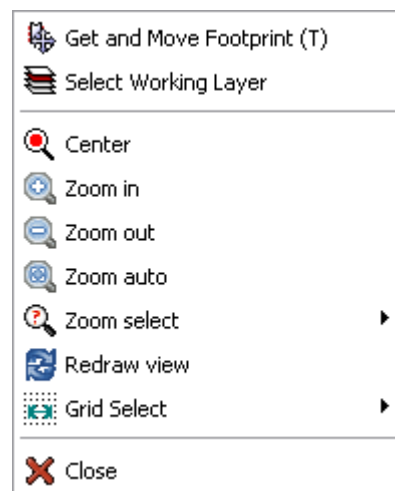 Get and Move Footprint (T)
Select Working Layer
Center
Zoom in
Zoom out
Zoom auto
Zoom select
Redraw view
Grid Select
Close